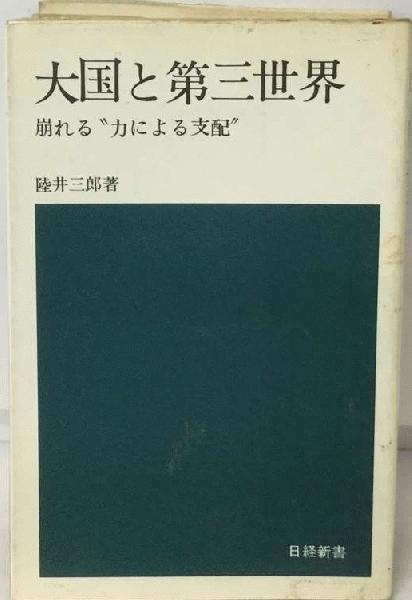 大国と第三世界
崩れる〝力による支配〟
陸井三郎著
日経新書